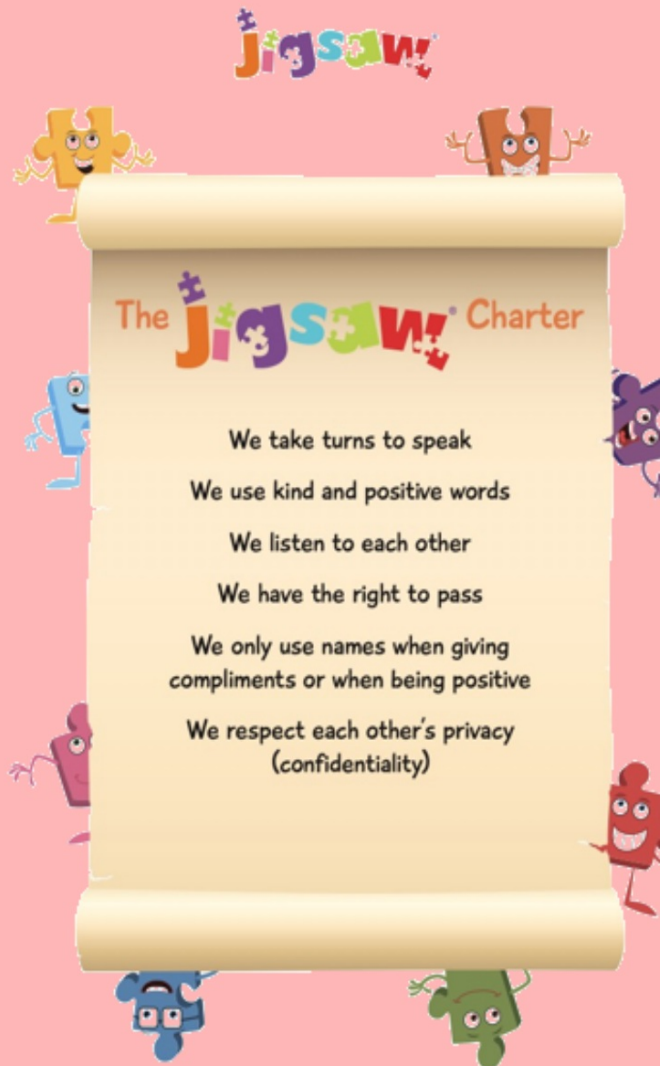 jigsaw
The jigsaw Charter
We take turns to speak
We use kind and positive words
We listen to each other
We have the right to pass
We only use names when giving
compliments or when being positive
We respect each other's privacy
(confidentiality)